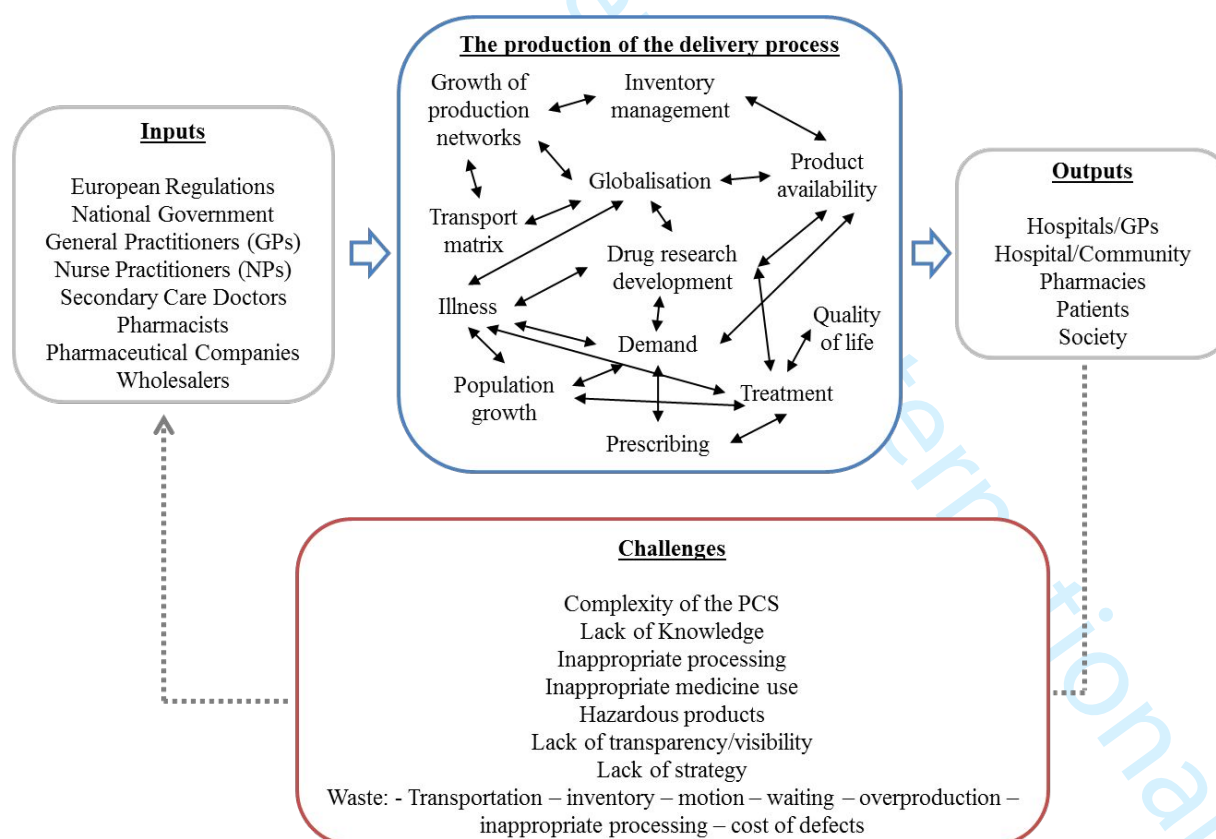 The production of the delivery process
Growth of
production
networks
Inventory
management
Product
availability
Globalisation
Transport
matrix
Drug research
development
Illness
Quality
of life
Demand
Population
growth
Treatment
Prescribing
Inputs
European Regulations
National Government
General Practitioners (GPs)
Nurse Practitioners (NPs)
Secondary Care Doctors
Pharmacists
Pharmaceutical Companies
Wholesalers
Outputs
Hospitals/GPs
Hospital/Community
Pharmacies
Patients
Society
Challenges
Complexity of the PCS
Lack of Knowledge
Inappropriate processing
Inappropriate medicine use
Hazardous products
Lack of transparency/visibility
Lack of strategy
Waste: - Transportation – inventory – motion – waiting – overproduction –
inappropriate processing – cost of defects